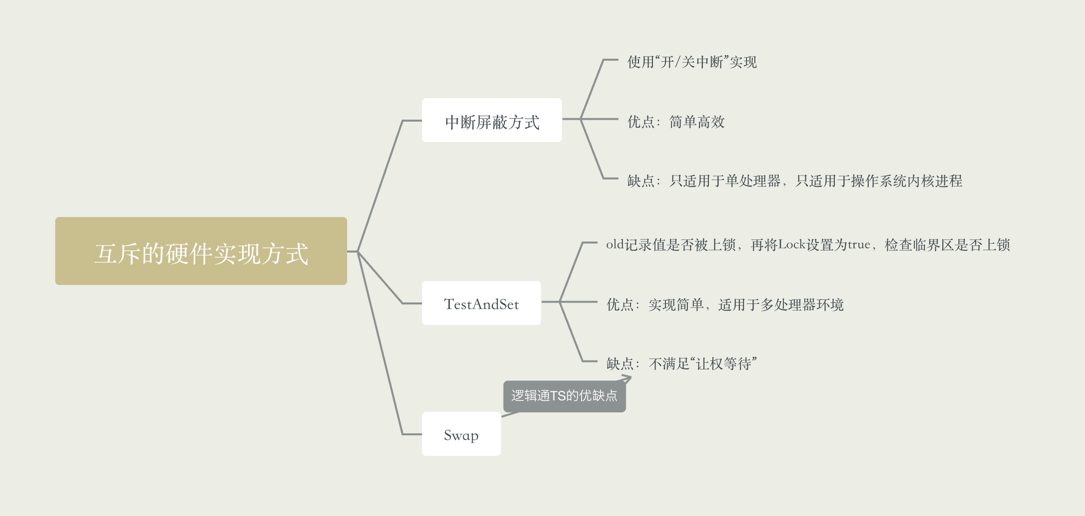 互斥的硬件实现方式
中断屏蔽方式
使用“开/关中断”实现
优点：简单高效
缺点：只适用于单处理器，只适用于操作系统内核进程
TestAndSet
old记录值是否被上锁，再将Lock设置为true，检查临界区是否上锁
优点：实现简单，适用于多处理器环境
缺点：不满足“让权等待”
逻辑通TS的优缺点
Swap